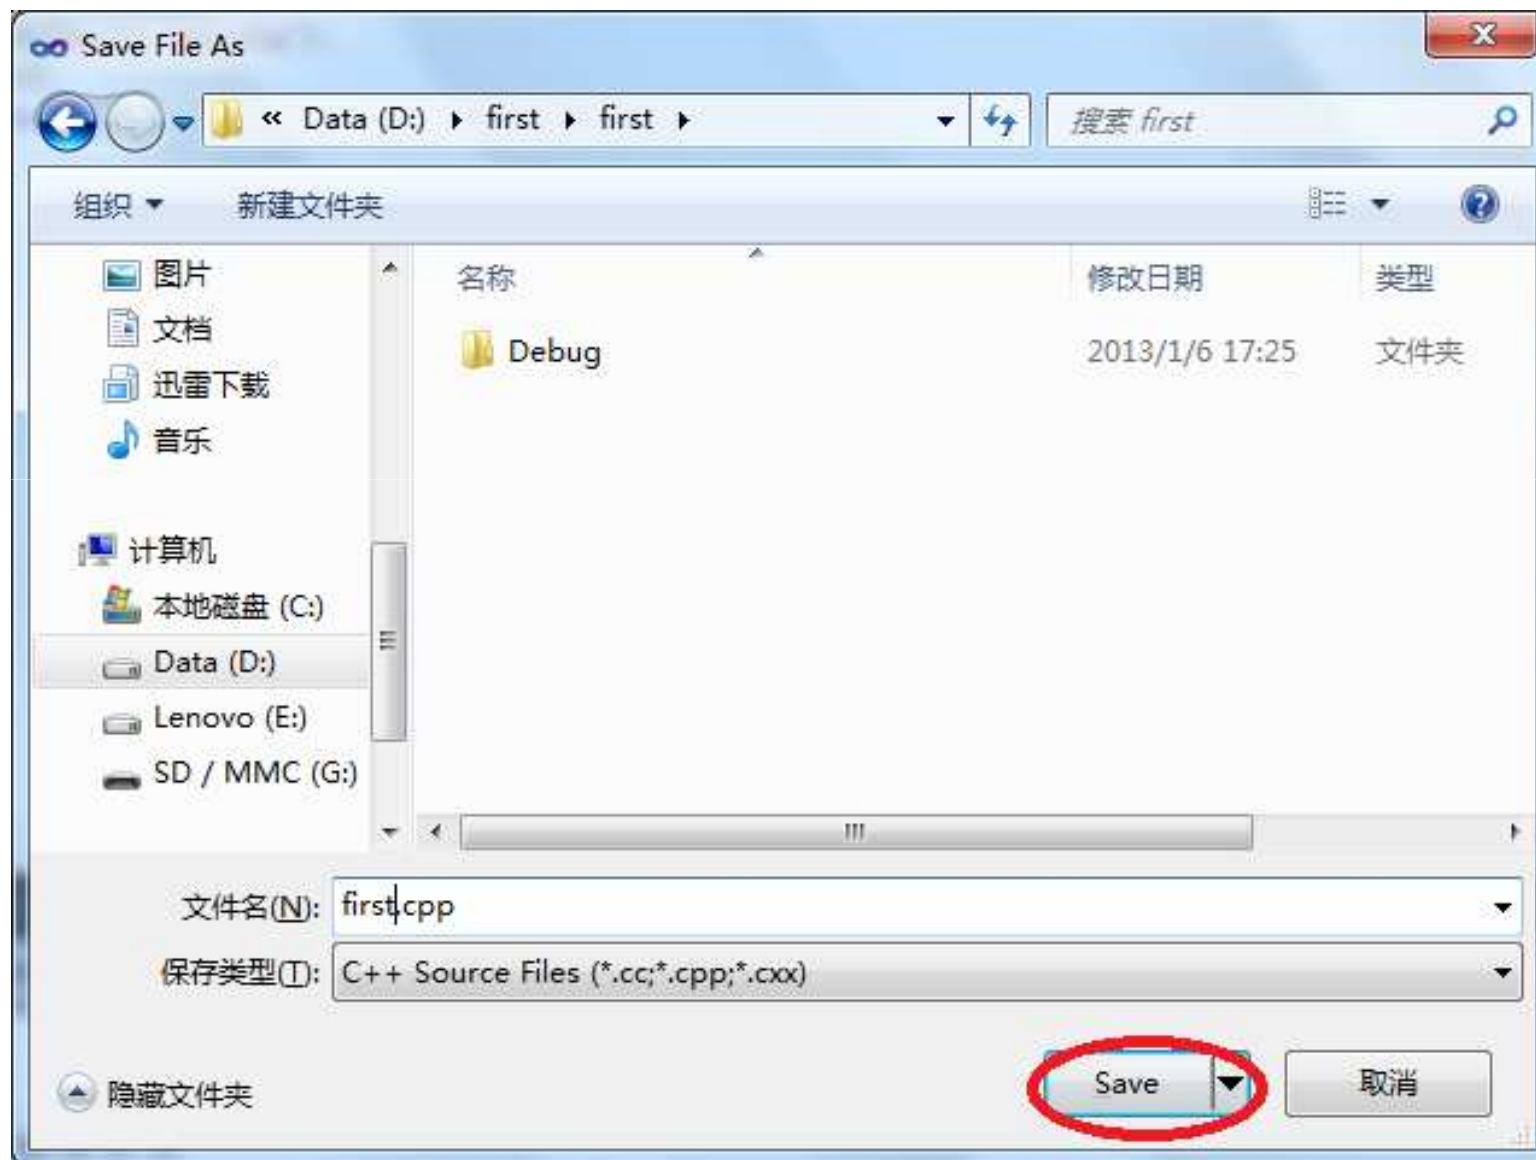 Save File As
« Data (D:) ▸ first ▸ first ▸
搜索 first
组织 新建文件夹
图片
文档
迅雷下载
音乐
计算机
本地磁盘 (C:)
Data (D:)
Lenovo (E:)
SD / MMC (G:)
名称 修改日期 类型
Debug 2013/1/6 17:25 文件夹
文件名(N): first.cpp
保存类型(T): C++ Source Files (*.cc;*.cpp;*.cxx)
隐藏文件夹
Save
取消